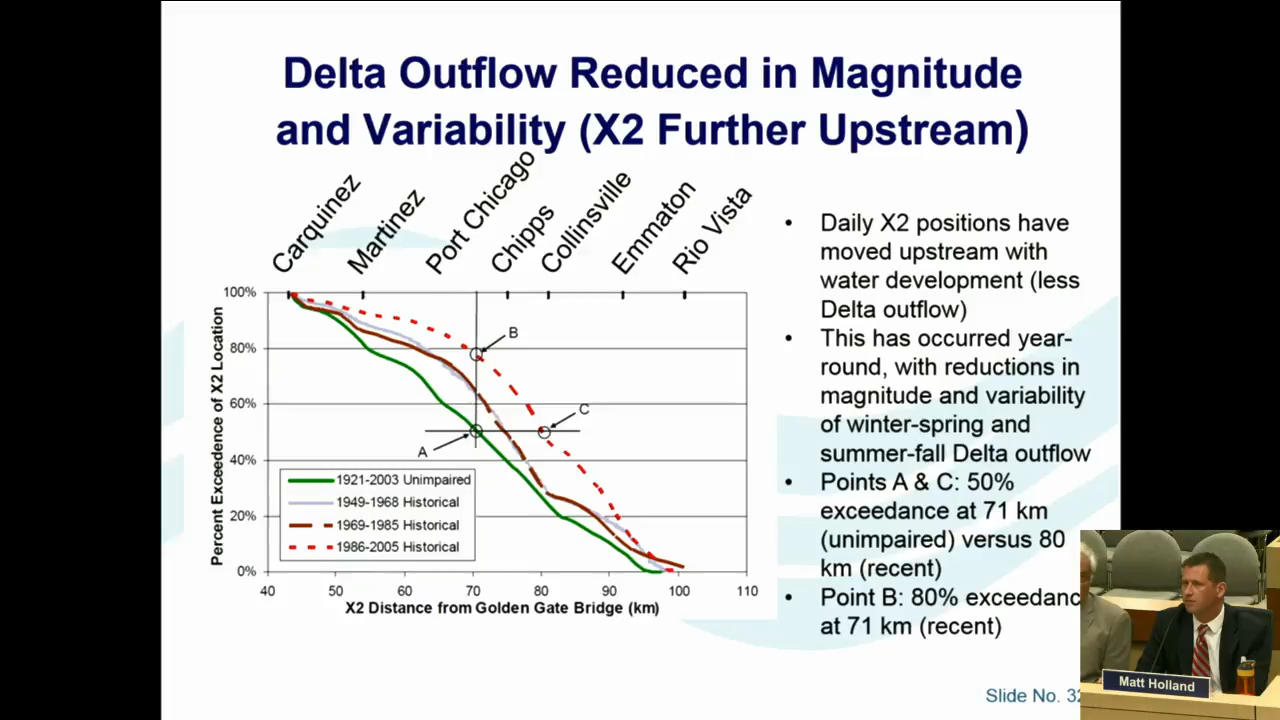 Delta Outflow Reduced in Magnitude
and Variability (X2 Further Upstream)
Carquinez
Martinez
Port Chicago
Chipps
Collinsville
Emmaton
Rio Vista
Percent Exceedence of X2 Location
100%
80%
60%
40%
20%
0%
B
C
A
1921-2003 Unimpaired
1949-1968 Historical
1969-1985 Historical
1986-2005 Historical
40 50 60 70 80 90 100 110
X2 Distance from Golden Gate Bridge (km)
• Daily X2 positions have
moved upstream with
water development (less
Delta outflow)
• This has occurred year-
round, with reductions in
magnitude and variability
of winter-spring and
summer-fall Delta outflow
• Points A & C: 50%
exceedance at 71 km
(unimpaired) versus 80
km (recent)
• Point B: 80% exceedanc
at 71 km (recent)
Matt Holland
Slide No. 32